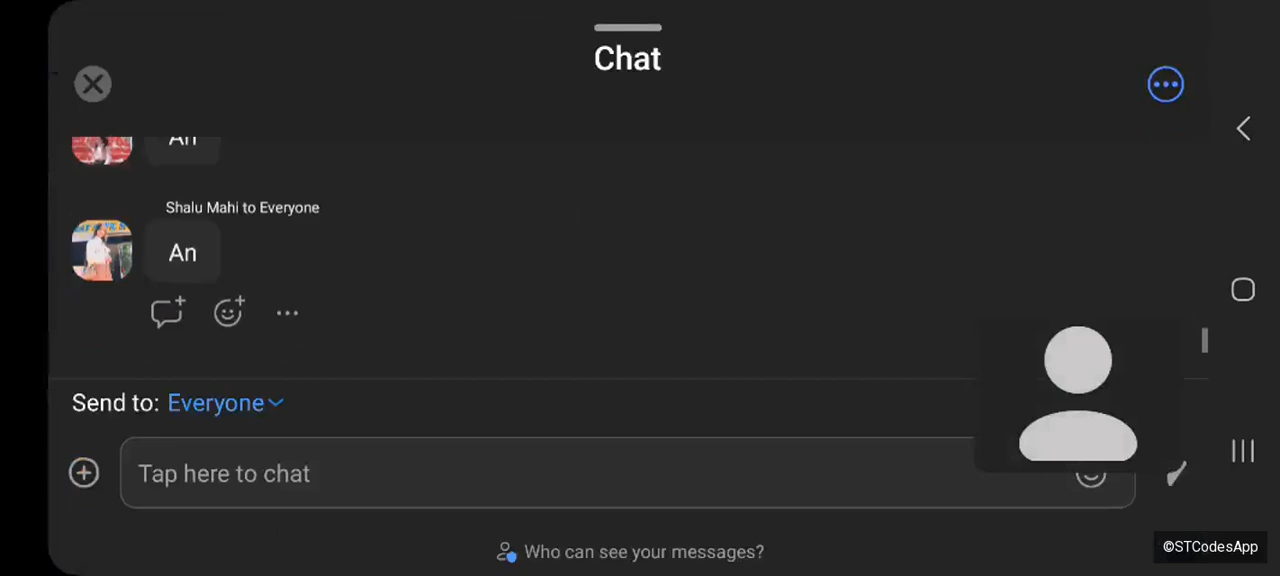 Chat
An
Shalu Mahi to Everyone
An
Send to: Everyone
Tap here to chat
Who can see your messages?
©STCodesApp